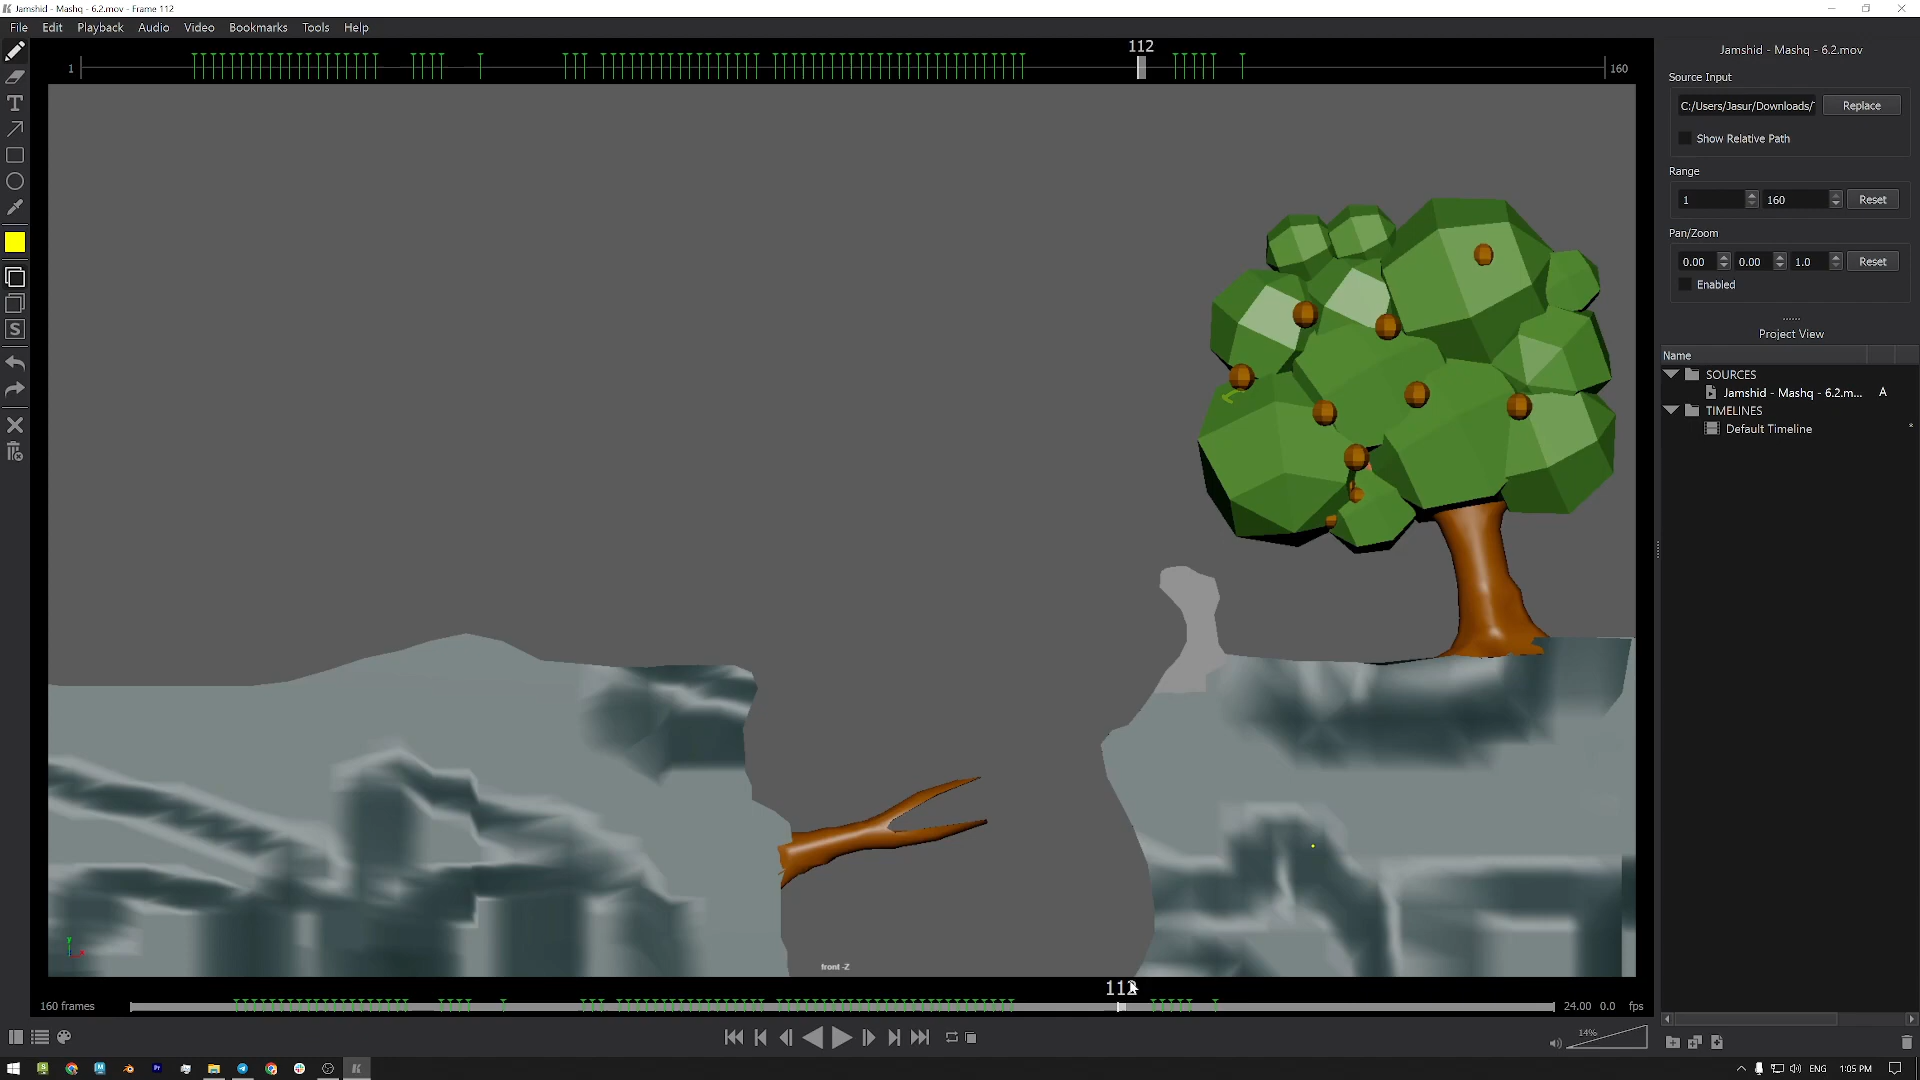 Jamshid - Mashq - 6.2.mov - Frame 112
File Edit Playback Audio Video Bookmarks Tools Help
112
1
160
Jamshid - Mashq - 6.2.mov
Source Input
C:/Users/Jasur/Downloads/
Replace
Show Relative Path
Range
1
160
Reset
Pan/Zoom
0.00
0.00
1.0
Reset
Enabled
Project View
Name
SOURCES
Jamshid - Mashq - 6.2.m... A
TIMELINES
Default Timeline *
T
S
y
x
front -Z
112
160 frames
24.00 0.0 fps
14%
ENG
1:05 PM